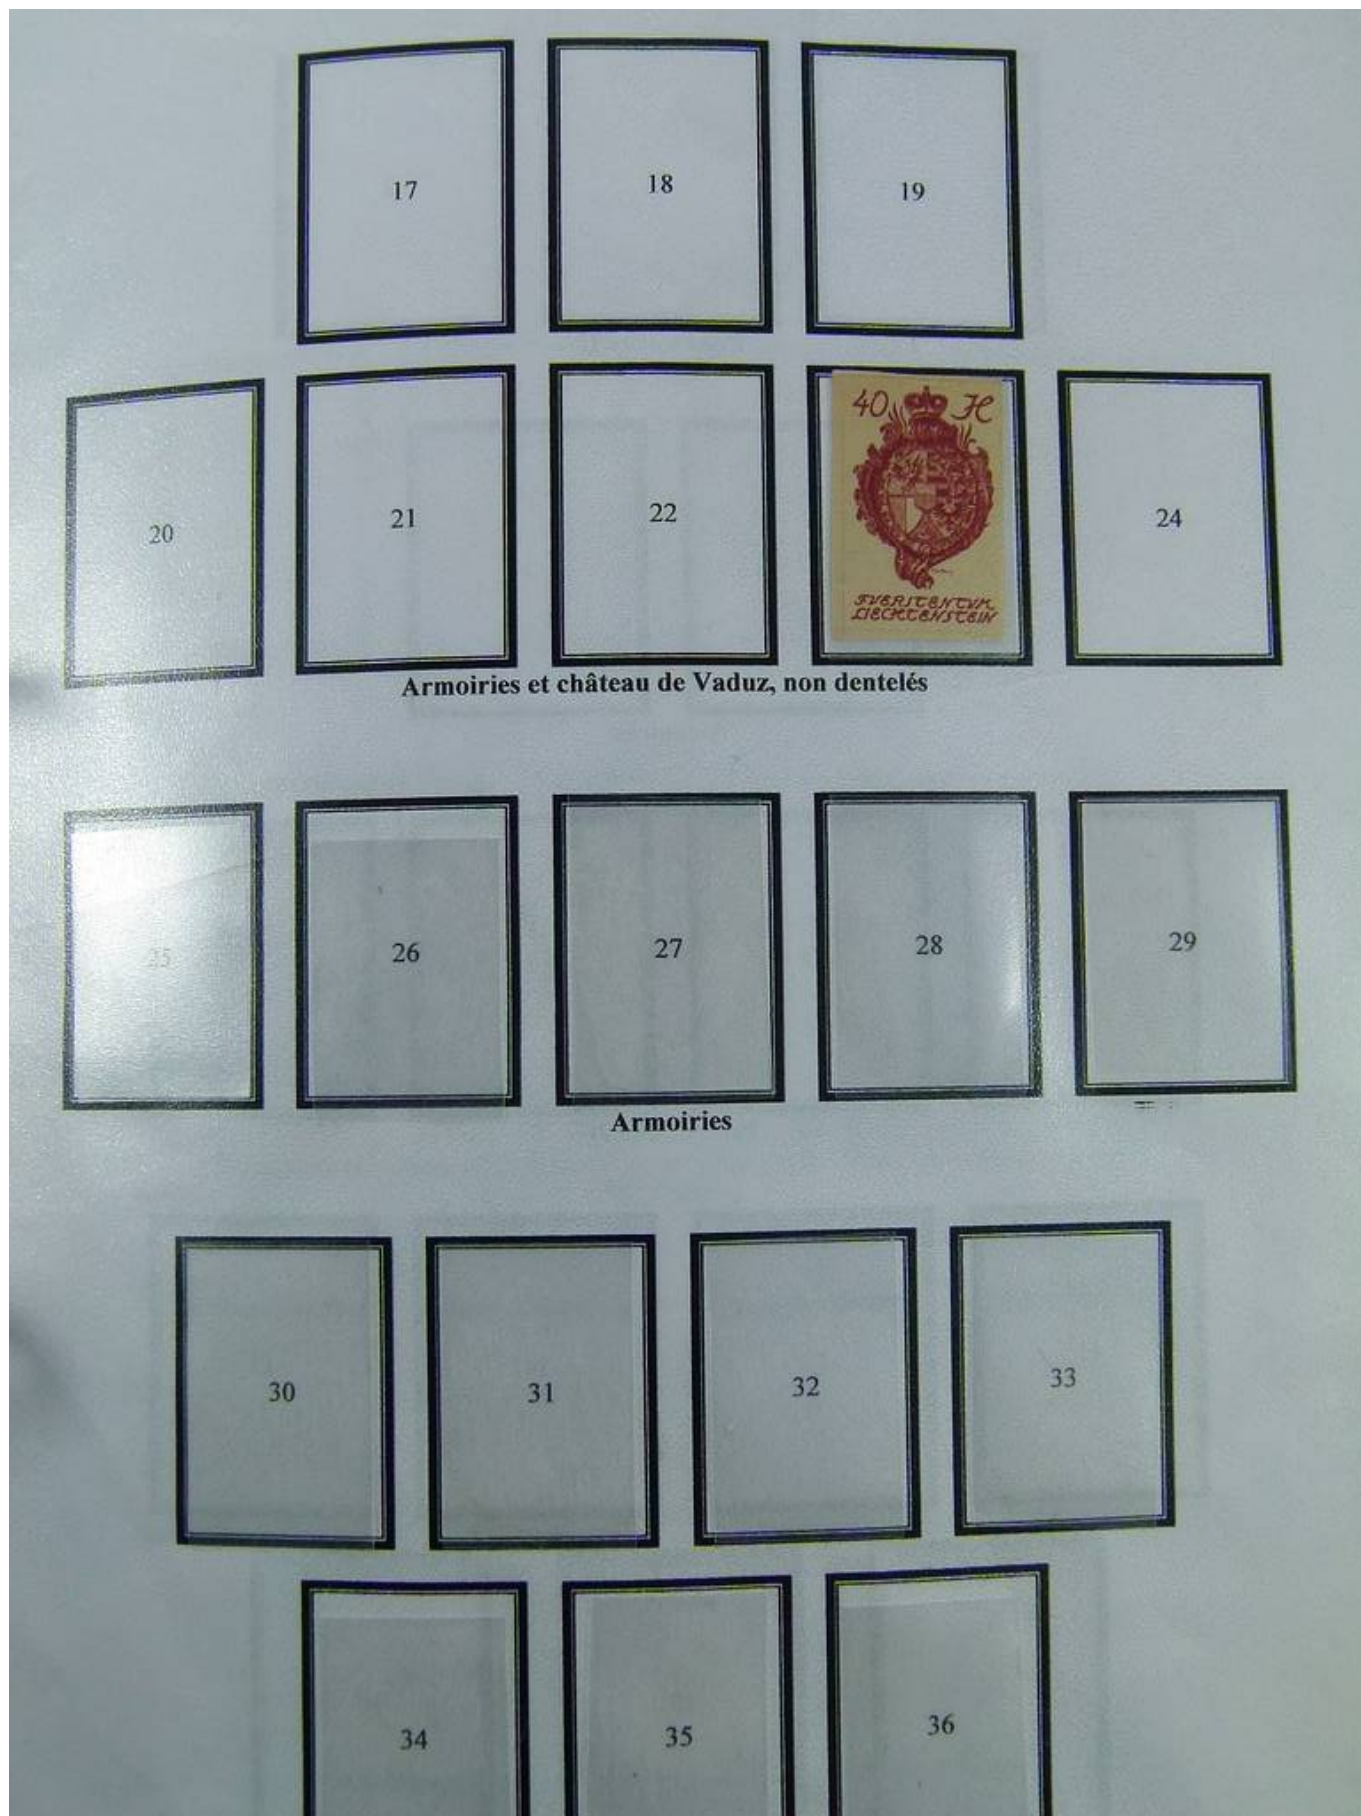 17 18 19
40 H
FVERSTENTVM
LIECHTENSTEIN
20 21 22 24
Armoiries et château de Vaduz, non dentelés
25 26 27 28 29
Armoiries
30 31 32 33
34 35 36